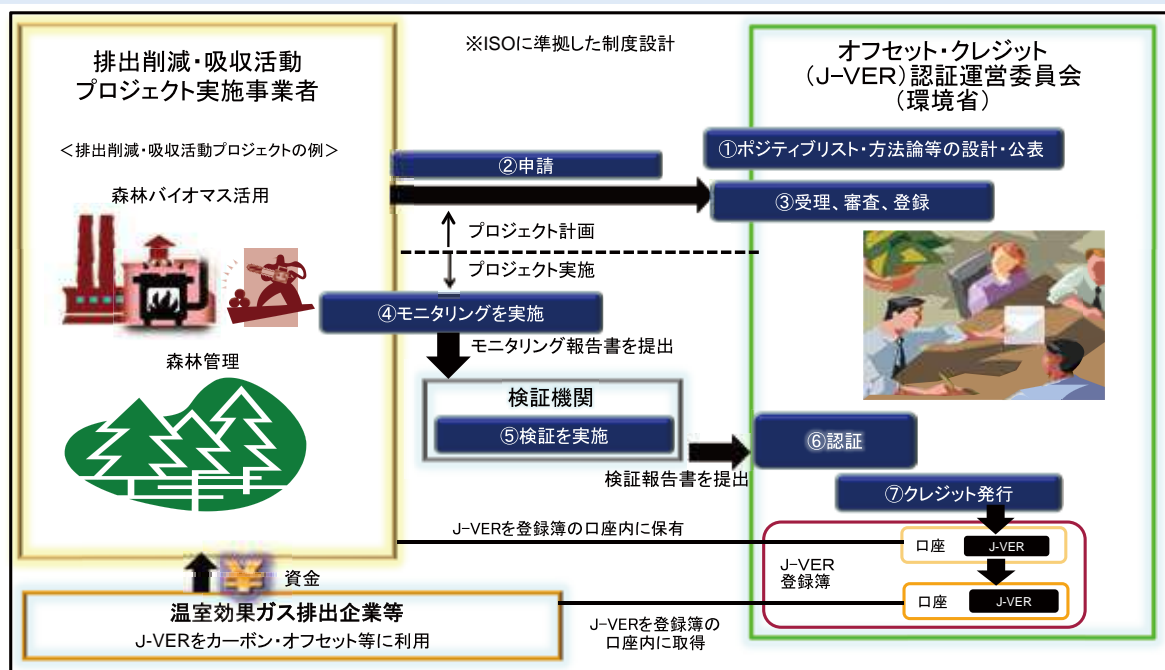 ※ISOに準拠した制度設計
排出削減・吸収活動
プロジェクト実施事業者
＜排出削減・吸収活動プロジェクトの例＞
森林バイオマス活用
森林管理
オフセット・クレジット
（J-VER）認証運営委員会
（環境省）
①ポジティブリスト・方法論等の設計・公表
②申請
③受理、審査、登録
プロジェクト計画
プロジェクト実施
④モニタリングを実施
モニタリング報告書を提出
検証機関
⑤検証を実施
検証報告書を提出
⑥認証
⑦クレジット発行
J-VERを登録簿の口座内に保有
口座 J-VER
J-VER
登録簿
口座 J-VER
¥ 資金
温室効果ガス排出企業等
J-VERをカーボン・オフセット等に利用
J-VERを登録簿の
口座内に取得